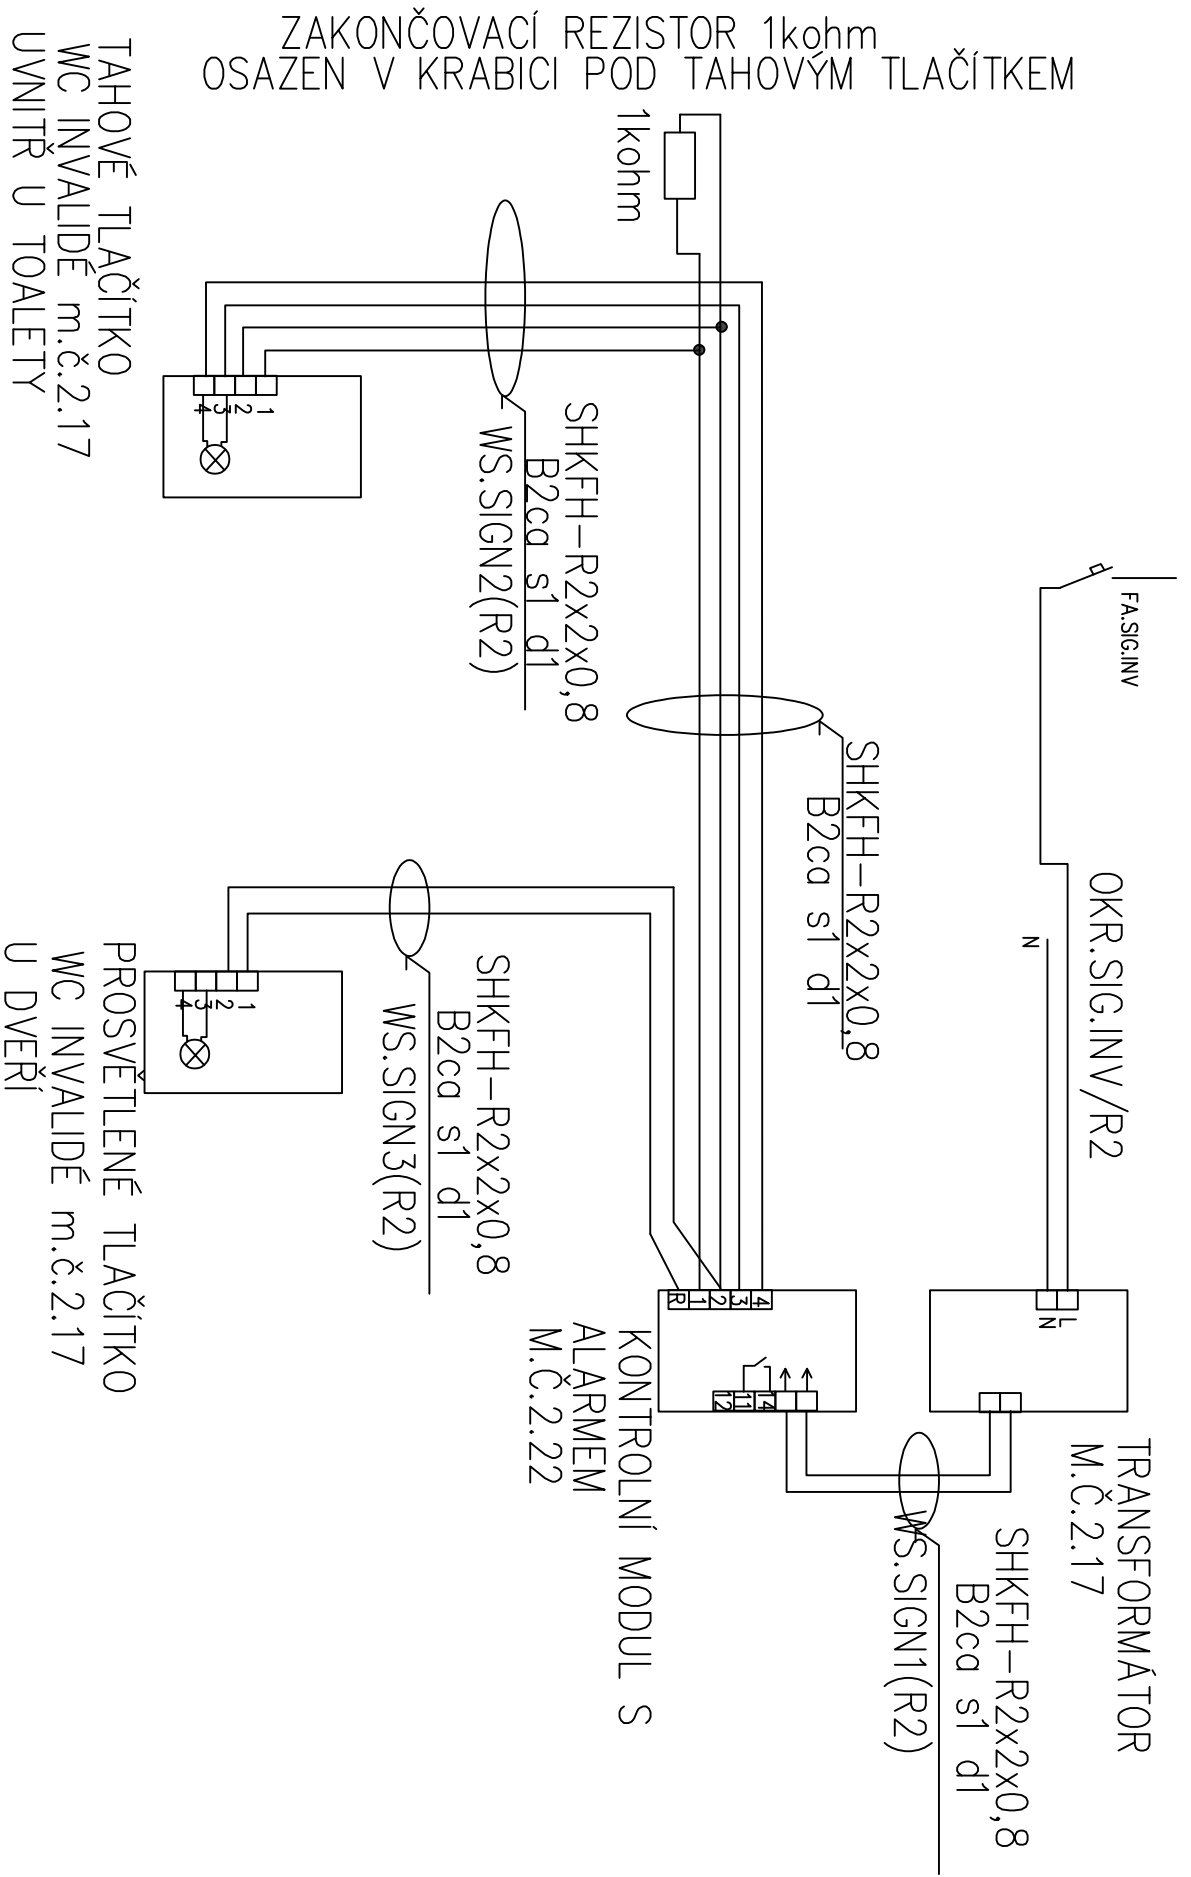 ZAKONČOVACÍ REZISTOR 1kohm
OSAZEN V KRABICI POD TAHOVÝM TLAČÍTKEM
1kohm
TAHOVÉ TLAČÍTKO
WC INVALIDÉ m.č.2.17
UVNITŘ U TOALETY
1
2
3
4
SHKFH-R2x2x0,8
B2ca s1 d1
WS.SIGN2(R2)
FA.SIG.INV
OKR.SIG.INV/R2
N
SHKFH-R2x2x0,8
B2ca s1 d1
PROSVĚTLENÉ TLAČÍTKO
WC INVALIDÉ m.č.2.17
U DVEŘÍ
1
2
3
4
SHKFH-R2x2x0,8
B2ca s1 d1
WS.SIGN3(R2)
L
N
4
3
2
1
R
14
11
12
TRANSFORMÁTOR
M.Č.2.17
KONTROLNÍ MODUL S
ALARMEM
M.Č.2.22
SHKFH-R2x2x0,8
B2ca s1 d1
WS.SIGN1(R2)